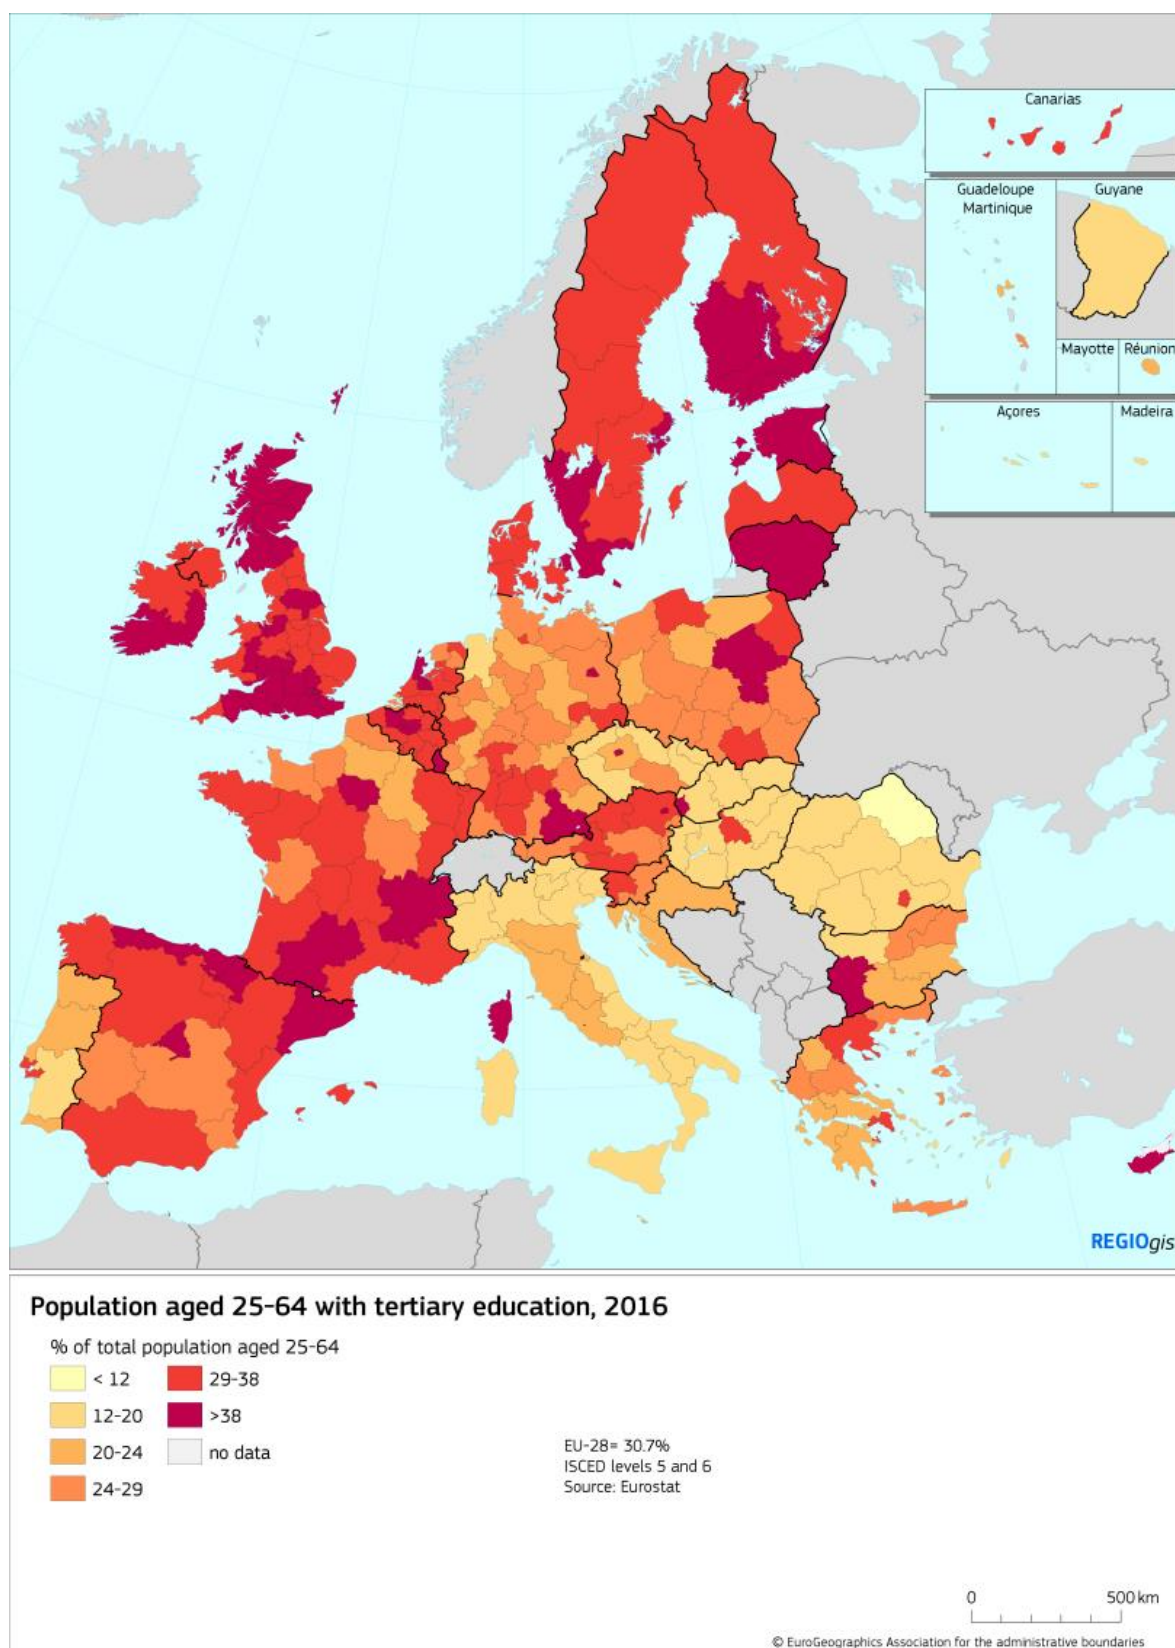 Canarias
Guadeloupe
Martinique
Guyane
Mayotte
Réunion
Açores
Madeira
REGIOgis
Population aged 25-64 with tertiary education, 2016
% of total population aged 25-64
< 12
12-20
20-24
24-29
29-38
>38
no data
EU-28= 30.7%
ISCED levels 5 and 6
Source: Eurostat
0 500 km
© EuroGeographics Association for the administrative boundaries